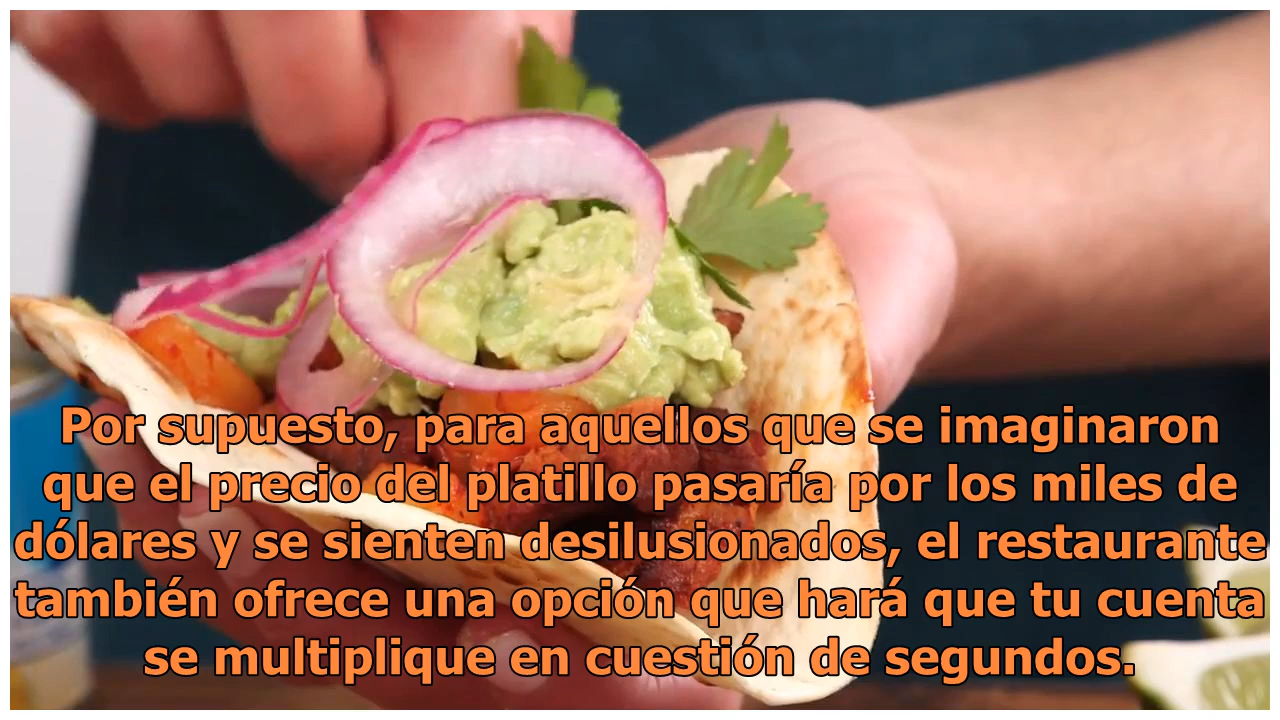 Por supuesto, para aquellos que se imaginaron
que el precio del platillo pasaría por los miles de
dólares y se sienten desilusionados, el restaurante
también ofrece una opción que hará que tu cuenta
se multiplique en cuestión de segundos.